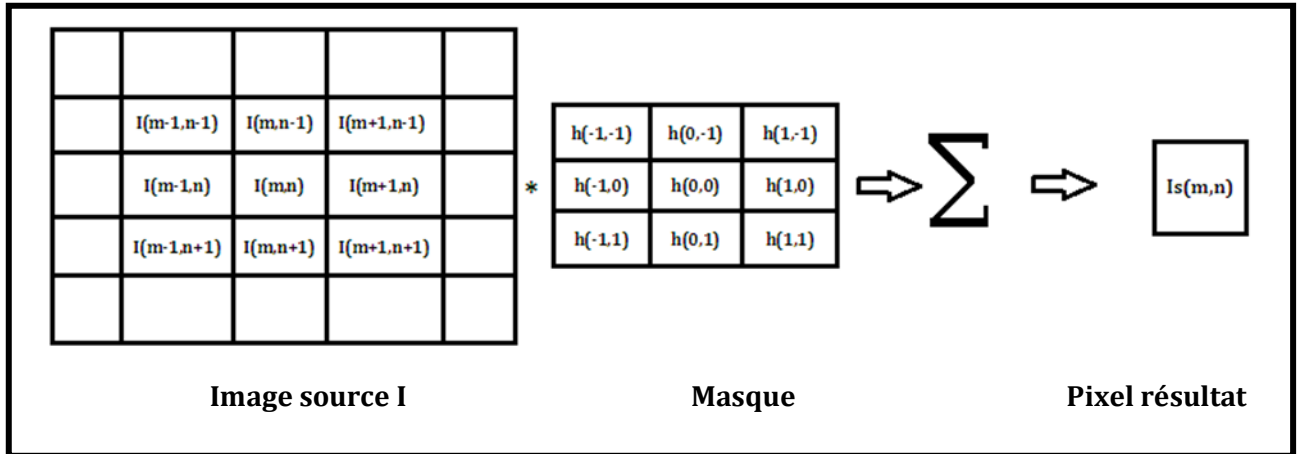 I(m-1,n-1) I(m,n-1) I(m+1,n-1)
I(m-1,n) I(m,n) I(m+1,n)
I(m-1,n+1) I(m,n+1) I(m+1,n+1)
*
h(-1,-1) h(0,-1) h(1,-1)
h(-1,0) h(0,0) h(1,0)
h(-1,1) h(0,1) h(1,1)
∑
Is(m,n)
Image source I Masque Pixel résultat